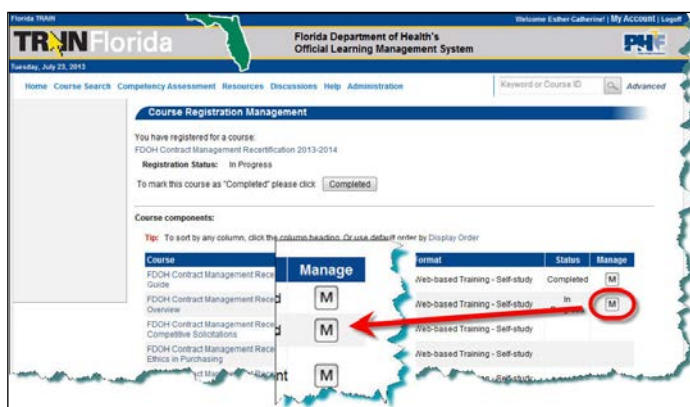 Florida TRAIN
Welcome Esther-Catherine! | My Account | Logoff
TRAIN Florida
Florida Department of Health's
Official Learning Management System
PHF
Tuesday, July 23, 2013
Home Course Search Competency Assessment Resources Discussions Help Administration
Keyword or Course ID
Advanced
Course Registration Management
You have registered for a course:
FDOH Contract Management Recertification 2013-2014
Registration Status: In Progress
To mark this course as "Completed" please click Completed
Course components:
Tip: To sort by any column, click the column heading. Or use default order by Display Order
Course
Format
Status
Manage
FDOH Contract Management Rece
Guide
Web-based Training - Self-study
Completed
M
FDOH Contract Management Rece
Overview
Web-based Training - Self-study
In
M
FDOH Contract Management Rece
Competitive Solicitations
Web-based Training - Self-study
FDOH Contract Management Rece
Ethics in Purchasing
Web-based Training - Self-study
Manage
M
M
M